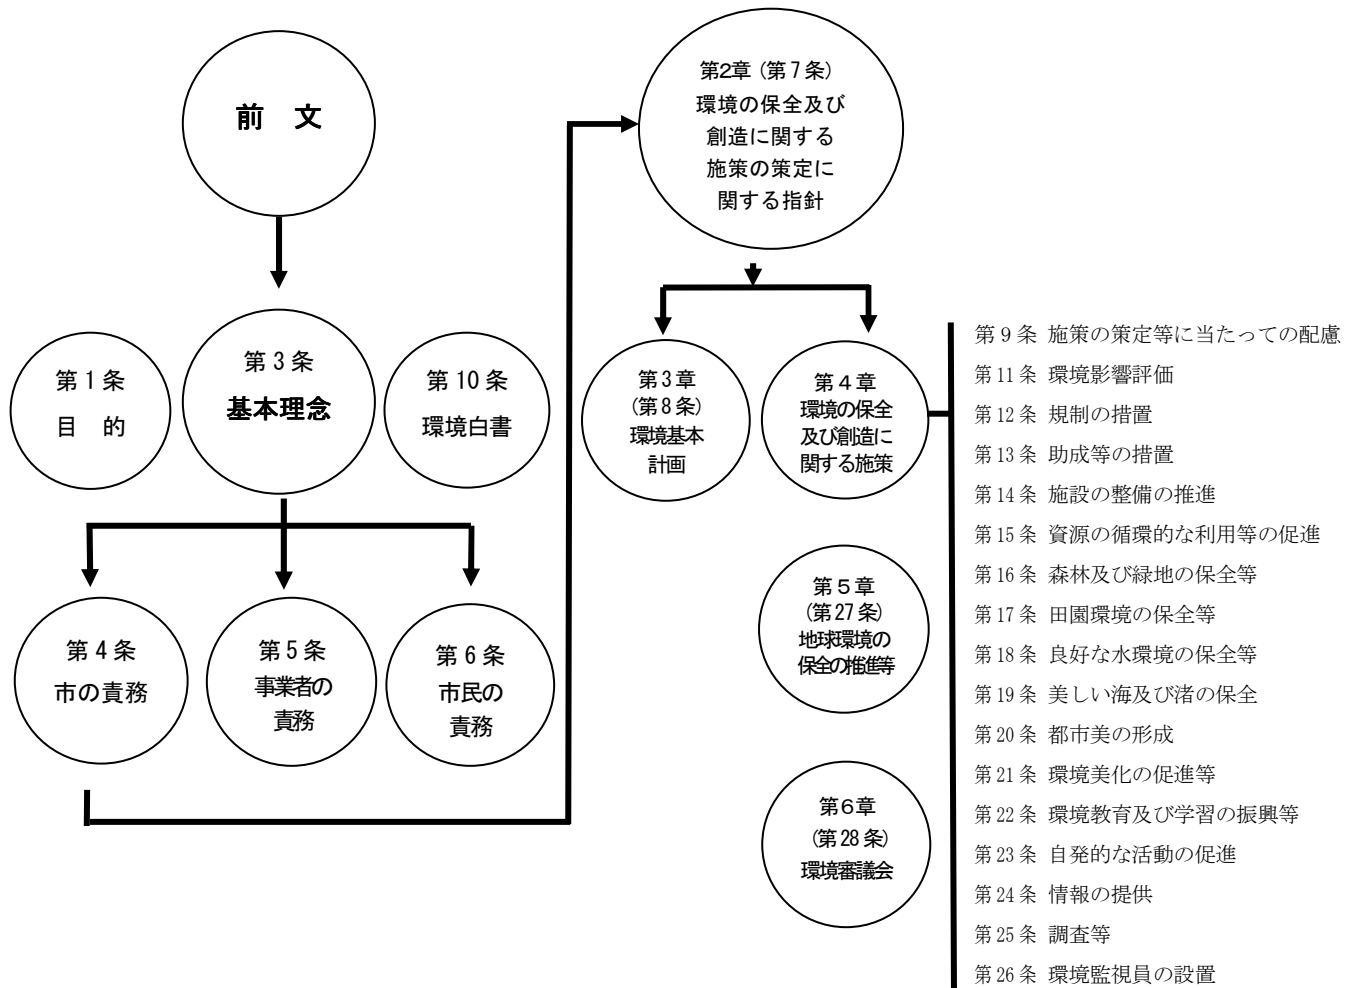 前 文
第1条
目 的
第3条
基本理念
第10条
環境白書
第4条
市の責務
第5条
事業者の
責務
第6条
市民の
責務
第2章(第7条)
環境の保全及び
創造に関する
施策の策定に
関する指針
第3章
(第8条)
環境基本
計画
第4章
環境の保全
及び創造に
関する施策
第5章
(第27条)
地球環境の
保全の推進等
第6章
(第28条)
環境審議会
第9条 施策の策定等に当たっての配慮
第11条 環境影響評価
第12条 規制の措置
第13条 助成等の措置
第14条 施設の整備の推進
第15条 資源の循環的な利用等の促進
第16条 森林及び緑地の保全等
第17条 田園環境の保全等
第18条 良好な水環境の保全等
第19条 美しい海及び渚の保全
第20条 都市美の形成
第21条 環境美化の促進等
第22条 環境教育及び学習の振興等
第23条 自発的な活動の促進
第24条 情報の提供
第25条 調査等
第26条 環境監視員の設置